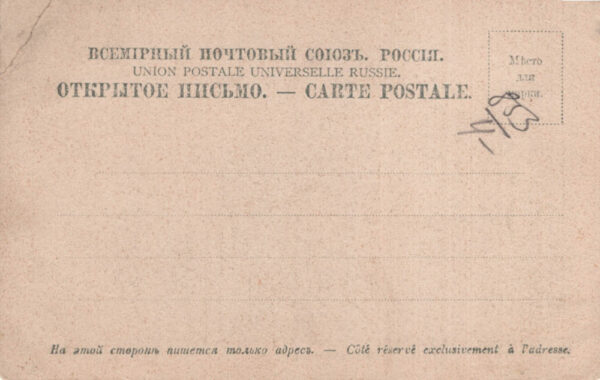 ВСЕМІРНЫЙ ПОЧТОВЫЙ СОЮЗЪ. РОССІЯ.
UNION POSTALE UNIVERSELLE RUSSIE.
ОТКРЫТОЕ ПИСЬМО. — CARTE POSTALE.
Мѣсто
для
марки.
На этой сторонѣ пишется только адресъ. — Côté réservé exclusivement à l'adresse.